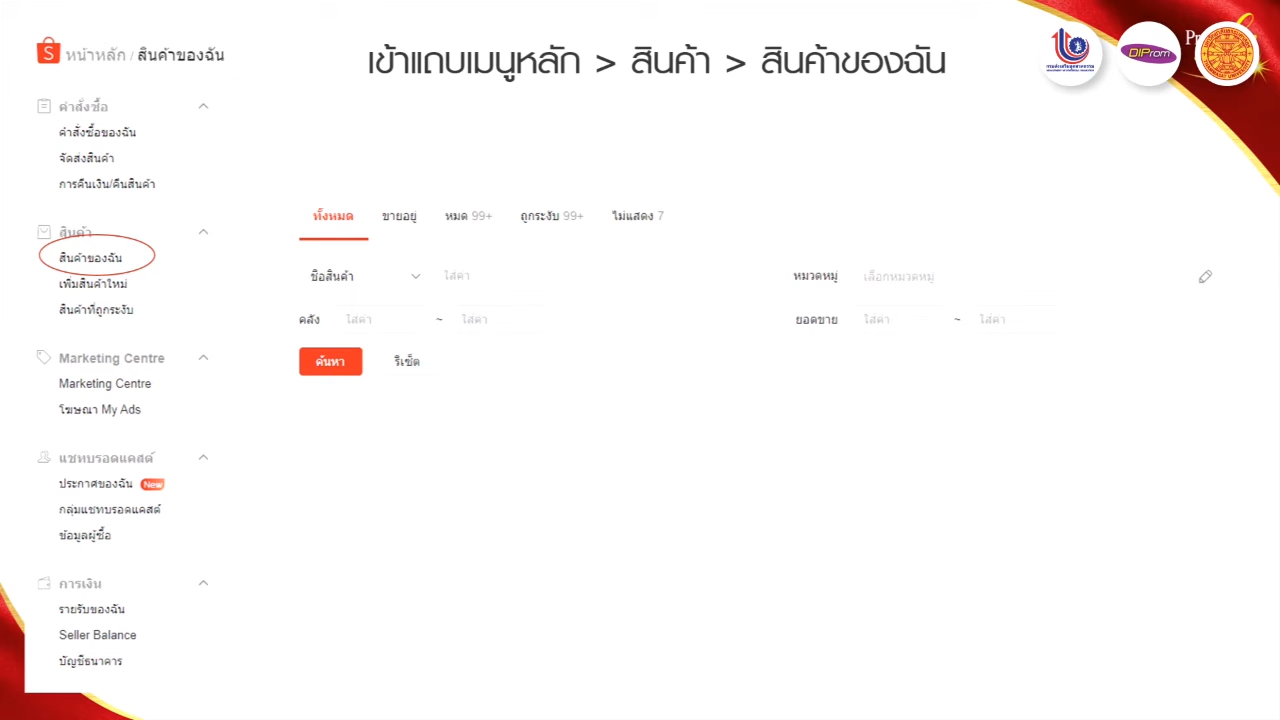 หน้าหลัก / สินค้าของฉัน
เข้าแถบเมนูหลัก > สินค้า > สินค้าของฉัน
DIProm
คำสั่งซื้อ
คำสั่งซื้อของฉัน
จัดส่งสินค้า
การคืนเงิน/คืนสินค้า
สินค้า
สินค้าของฉัน
เพิ่มสินค้าใหม่
สินค้าที่ถูกระงับ
Marketing Centre
Marketing Centre
โฆษณา My Ads
แชทบรอดแคสต์
ประกาศของฉัน New
กลุ่มแชทบรอดแคสต์
ข้อมูลผู้ซื้อ
การเงิน
รายรับของฉัน
Seller Balance
บัญชีธนาคาร
ทั้งหมด ขายอยู่ หมด 99+ ถูกระงับ 99+ ไม่แสดง 7
ชื่อสินค้า ใส่ค่า หมวดหมู่ เลือกหมวดหมู่
คลัง ใส่ค่า ~ ใส่ค่า ยอดขาย ใส่ค่า ~ ใส่ค่า
ค้นหา รีเซ็ต